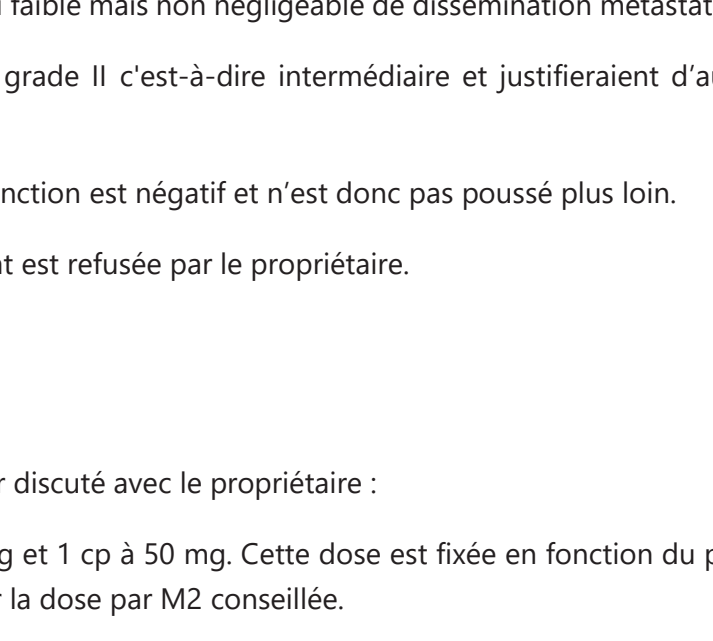 faible mais non négligeable de dissémination métastat
grade II c'est-à-dire intermédiaire et justifieraient d'au
nction est négatif et n'est donc pas poussé plus loin.
t est refusée par le propriétaire.
r discuté avec le propriétaire :
g et 1 cp à 50 mg. Cette dose est fixée en fonction du p
r la dose par M2 conseillée.